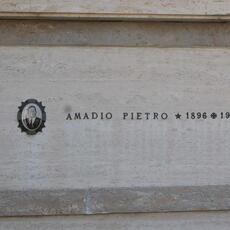 AMADIO PIETRO ★ 1896 ✠ 19